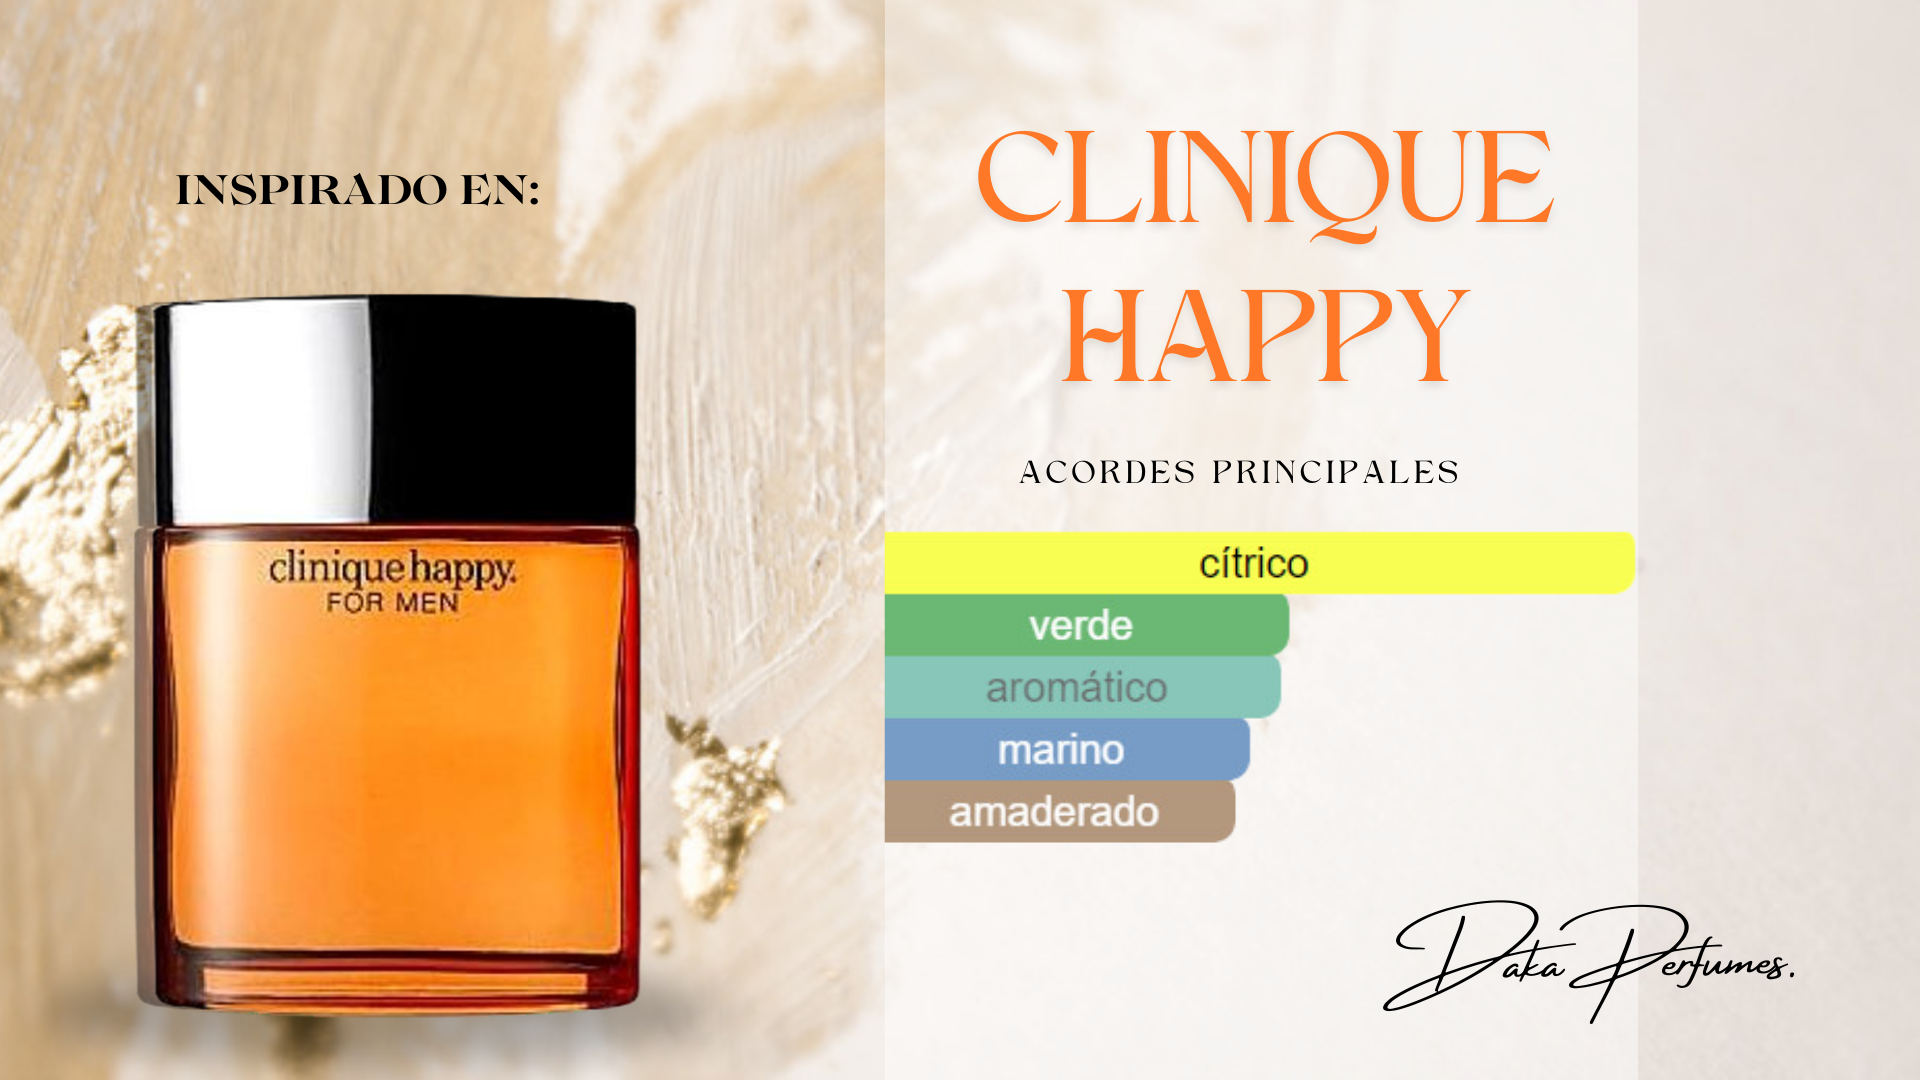 INSPIRADO EN:
clinique happy.
FOR MEN
CLINIQUE
HAPPY
ACORDES PRINCIPALES
cítrico
verde
aromático
marino
amaderado
Daka Perfumes.